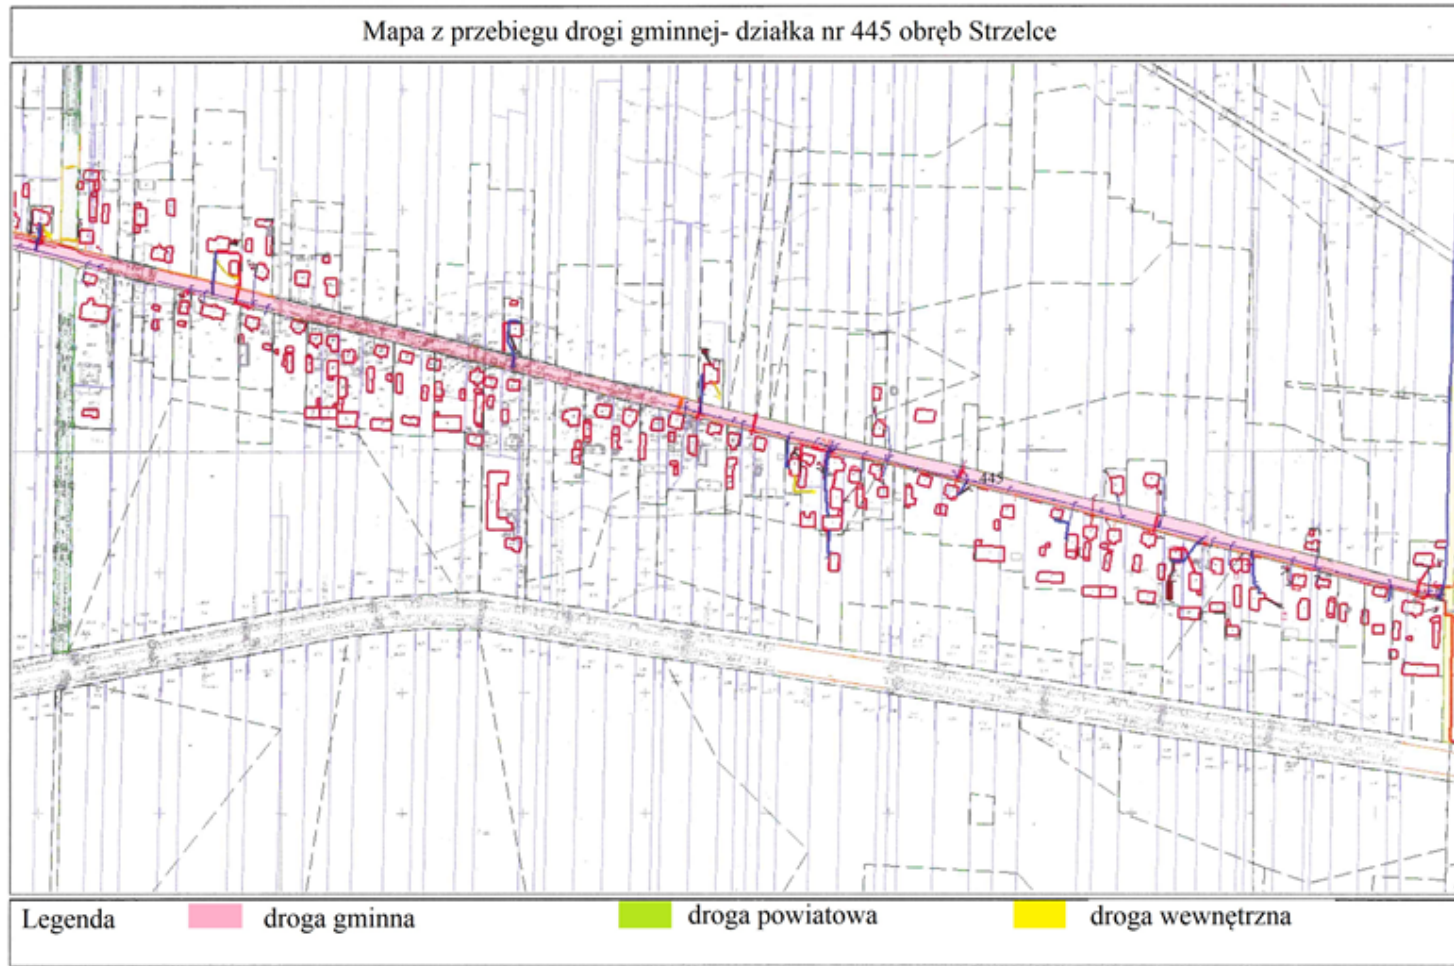 Mapa z przebiegu drogi gminnej- działka nr 445 obręb Strzelce
445
Legenda droga gminna droga powiatowa droga wewnętrzna